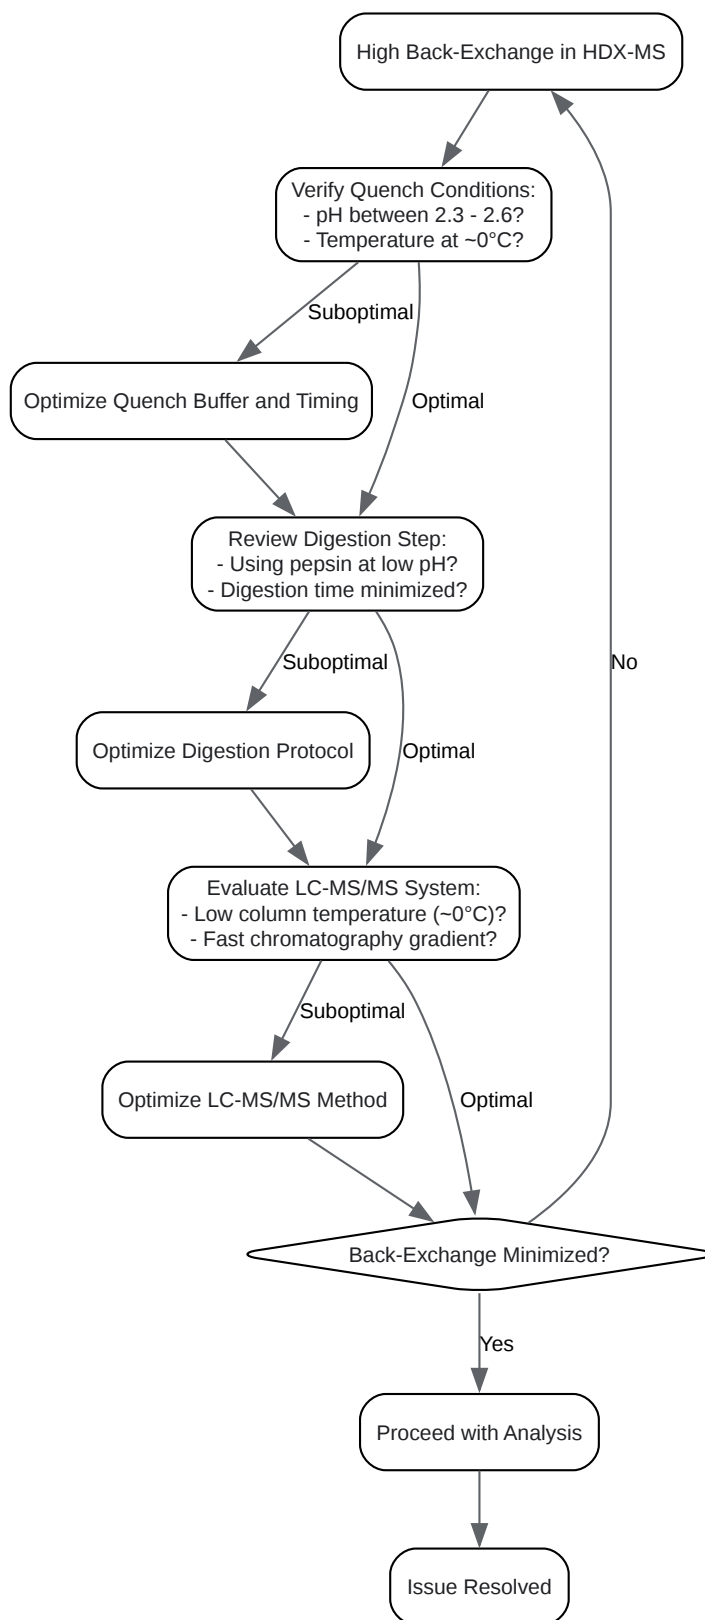 High Back-Exchange in HDX-MS
Verify Quench Conditions:
- pH between 2.3 - 2.6?
- Temperature at ~0°C?
Suboptimal
Optimize Quench Buffer and Timing
Optimal
Review Digestion Step:
- Using pepsin at low pH?
- Digestion time minimized?
Suboptimal
No
Optimize Digestion Protocol
Optimal
Evaluate LC-MS/MS System:
- Low column temperature (~0°C)?
- Fast chromatography gradient?
Suboptimal
Optimize LC-MS/MS Method
Optimal
Back-Exchange Minimized?
Yes
Proceed with Analysis
Issue Resolved